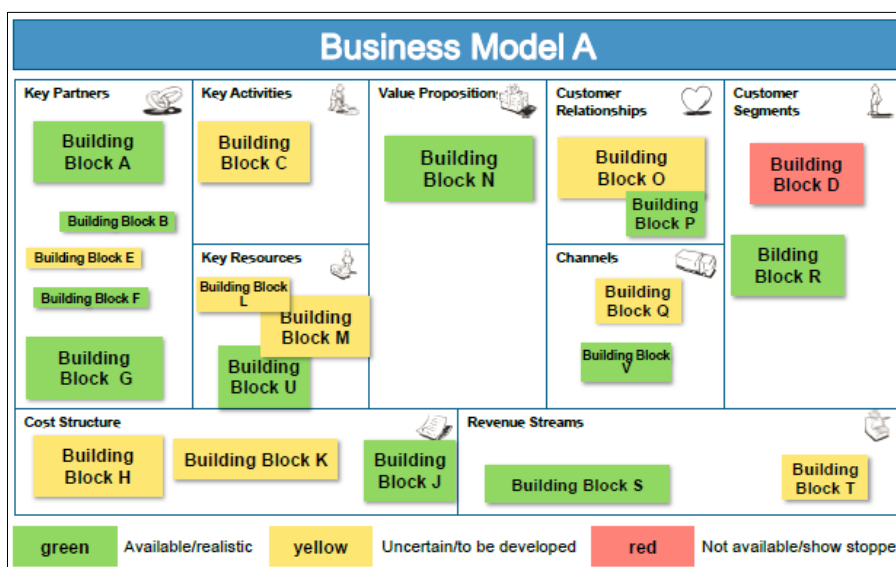 Business Model A
Key Partners
Building
Block A
Building Block B
Building Block E
Building Block F
Building
Block G
Key Activities
Building
Block C
Key Resources
Building Block
L
Building
Block M
Building
Block U
Value Proposition
Building
Block N
Customer
Relationships
Building
Block O
Building
Block P
Channels
Building
Block Q
Building Block
V
Customer
Segments
Building
Block D
Bilding
Block R
Cost Structure
Building
Block H
Building Block K
Building
Block J
Revenue Streams
Building Block S
Building
Block T
green
Available/realistic
yellow
Uncertain/to be developed
red
Not available/show stoppe